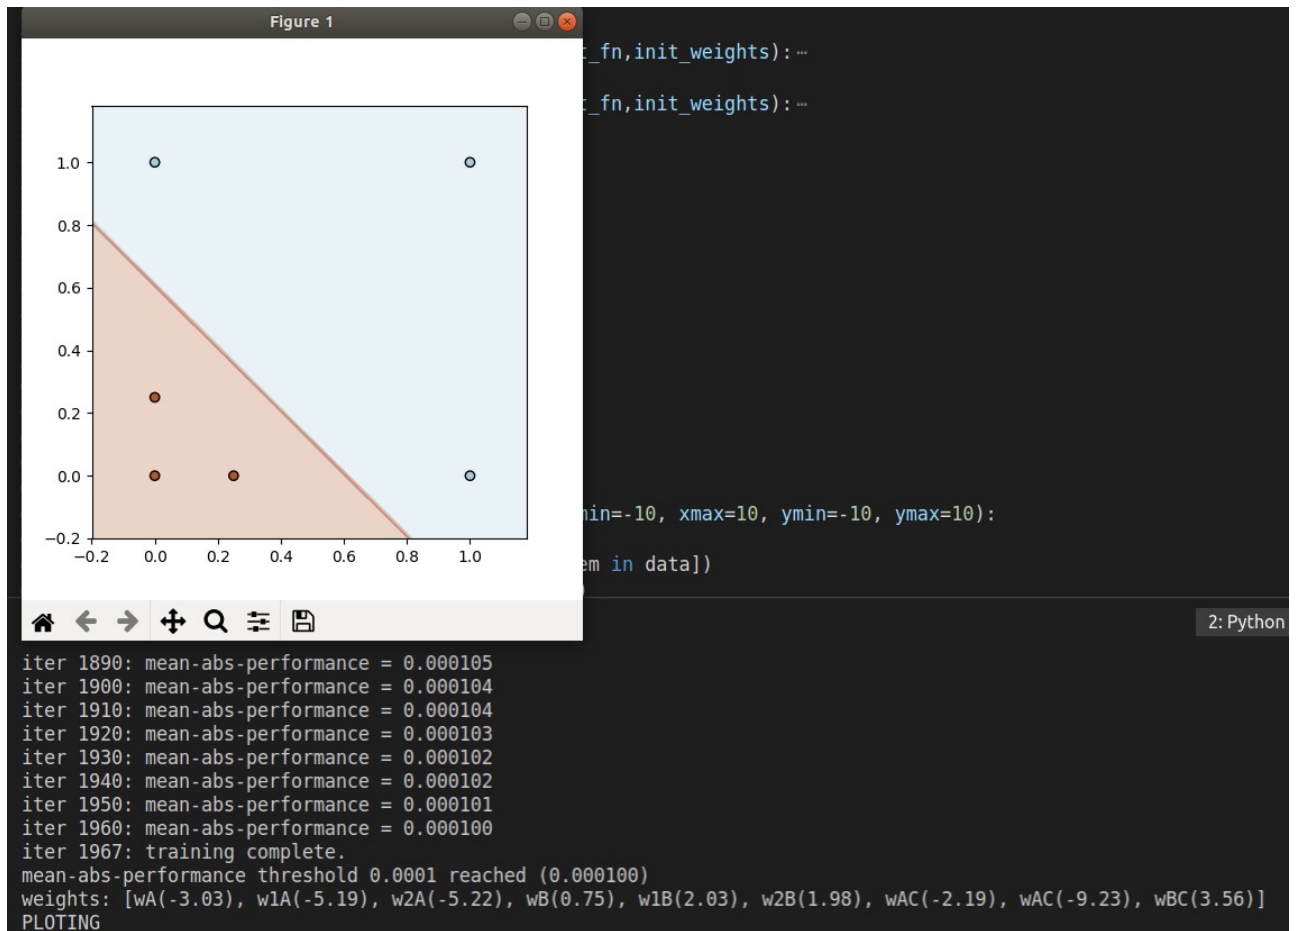 Figure 1
t_fn,init_weights):⋯
t_fn,init_weights):⋯
1.0
0.8
0.6
0.4
0.2
0.0
−0.2
−0.2 0.0 0.2 0.4 0.6 0.8 1.0
min=-10, xmax=10, ymin=-10, ymax=10):
em in data])
2: Python
iter 1890: mean-abs-performance = 0.000105
iter 1900: mean-abs-performance = 0.000104
iter 1910: mean-abs-performance = 0.000104
iter 1920: mean-abs-performance = 0.000103
iter 1930: mean-abs-performance = 0.000102
iter 1940: mean-abs-performance = 0.000102
iter 1950: mean-abs-performance = 0.000101
iter 1960: mean-abs-performance = 0.000100
iter 1967: training complete.
mean-abs-performance threshold 0.0001 reached (0.000100)
weights: [wA(-3.03), w1A(-5.19), w2A(-5.22), wB(0.75), w1B(2.03), w2B(1.98), wAC(-2.19), wAC(-9.23), wBC(3.56)]
PLOTING